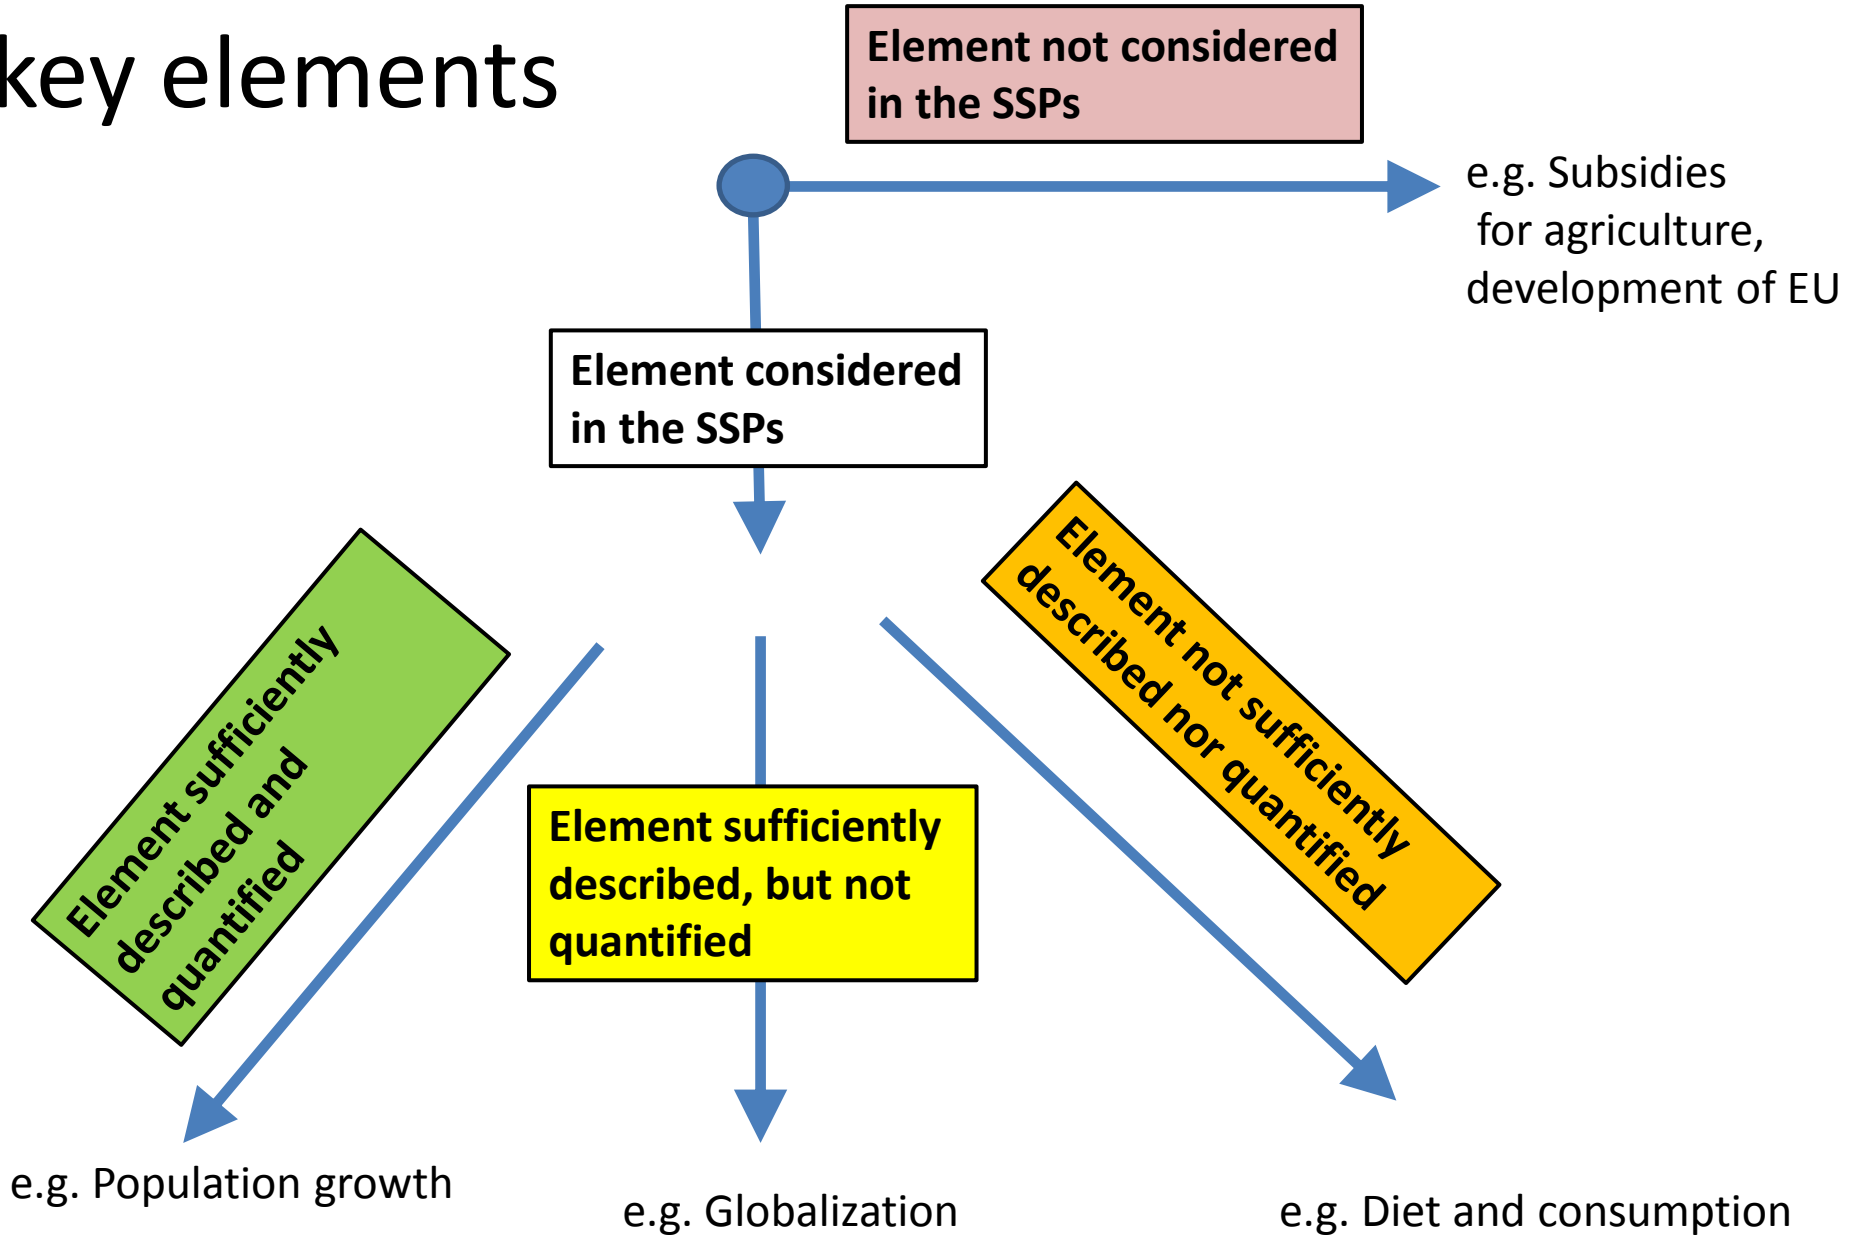 key elements
Element not considered
in the SSPs
e.g. Subsidies
for agriculture,
development of EU
Element considered
in the SSPs
Element sufficiently
described and
quantified
Element sufficiently
described, but not
quantified
Element not sufficiently
described nor quantified
e.g. Population growth
e.g. Globalization
e.g. Diet and consumption